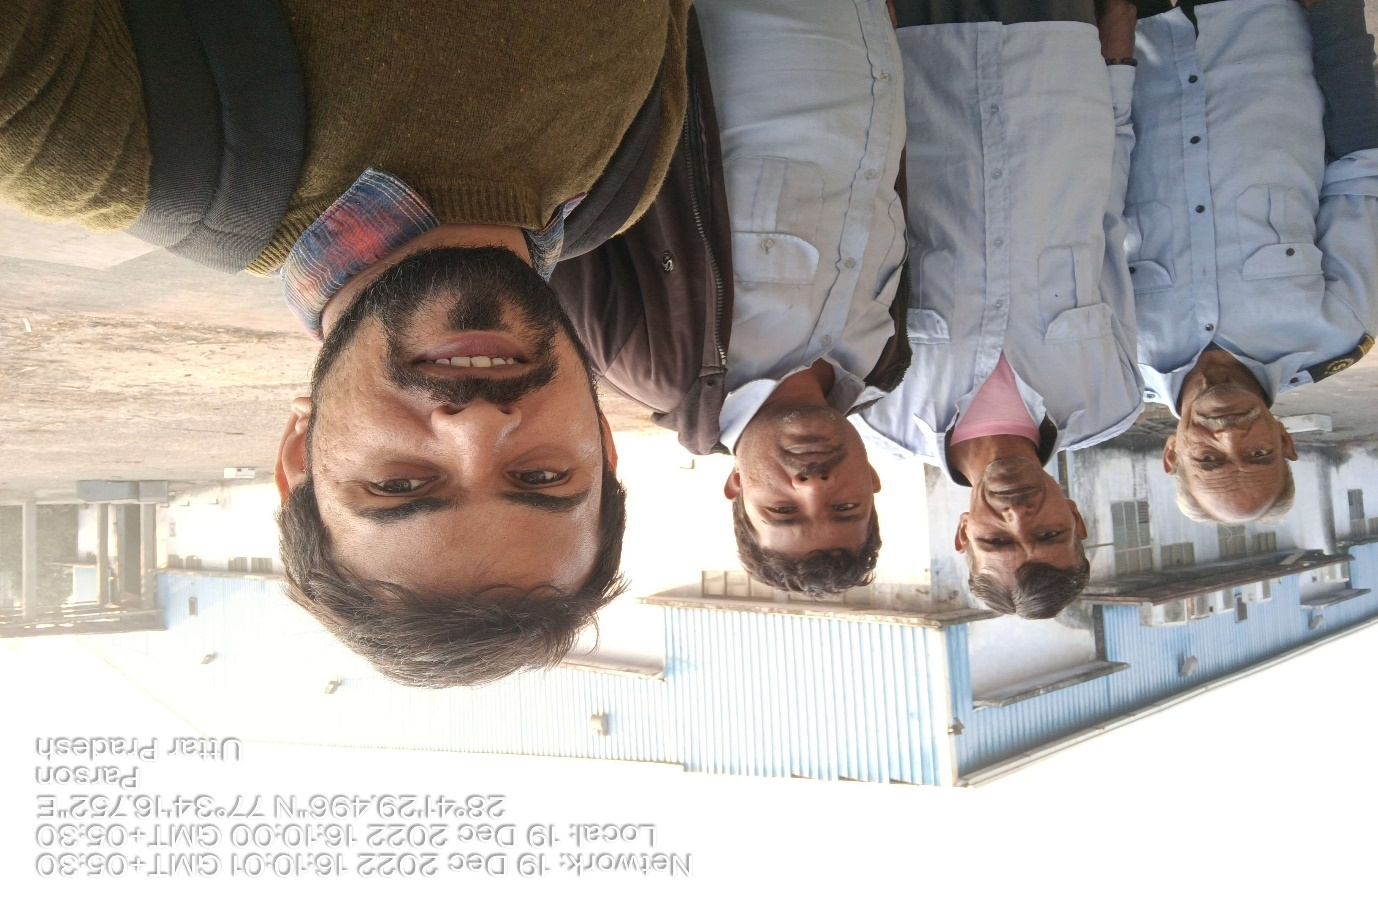 Network: 19 Dec 2022 16:10:01 GMT+05:30
Local: 19 Dec 2022 16:10:00 GMT+05:30
28°41'29.496"N 77°34'16.752"E
Parson
Uttar Pradesh